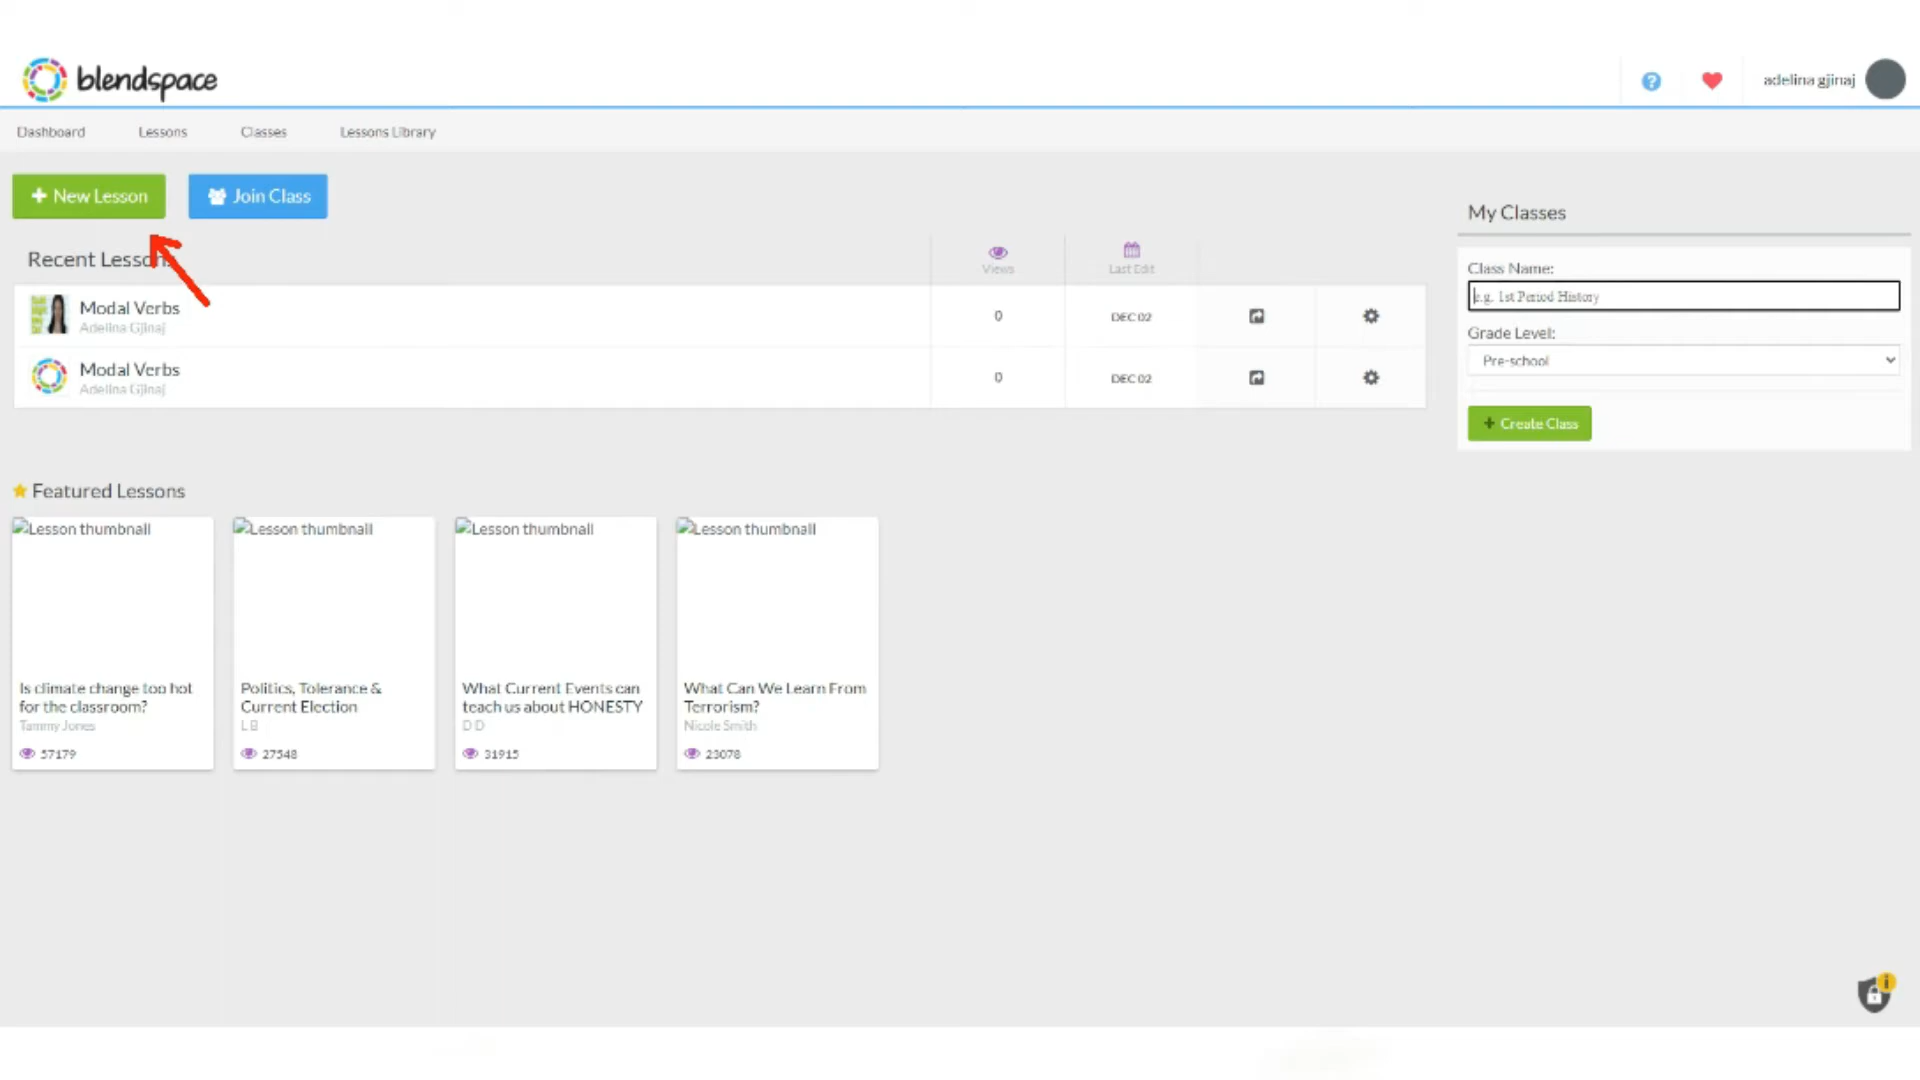 blendspace
adelina gjinaj
Dashboard Lessons Classes Lessons Library
+ New Lesson
Join Class
Recent Lessons
Views
Last Edit
Modal Verbs
Adelina Gjinaj
0
DEC 02
Modal Verbs
Adelina Gjinaj
0
DEC 02
My Classes
Class Name:
e.g. 1st Period History
Grade Level:
Pre-school
+ Create Class
Featured Lessons
Lesson thumbnail
Is climate change too hot
for the classroom?
Tammy Jones
57179
Lesson thumbnail
Politics, Tolerance &
Current Election
L B
27548
Lesson thumbnail
What Current Events can
teach us about HONESTY
D D
31915
Lesson thumbnail
What Can We Learn From
Terrorism?
Nicole Smith
23078